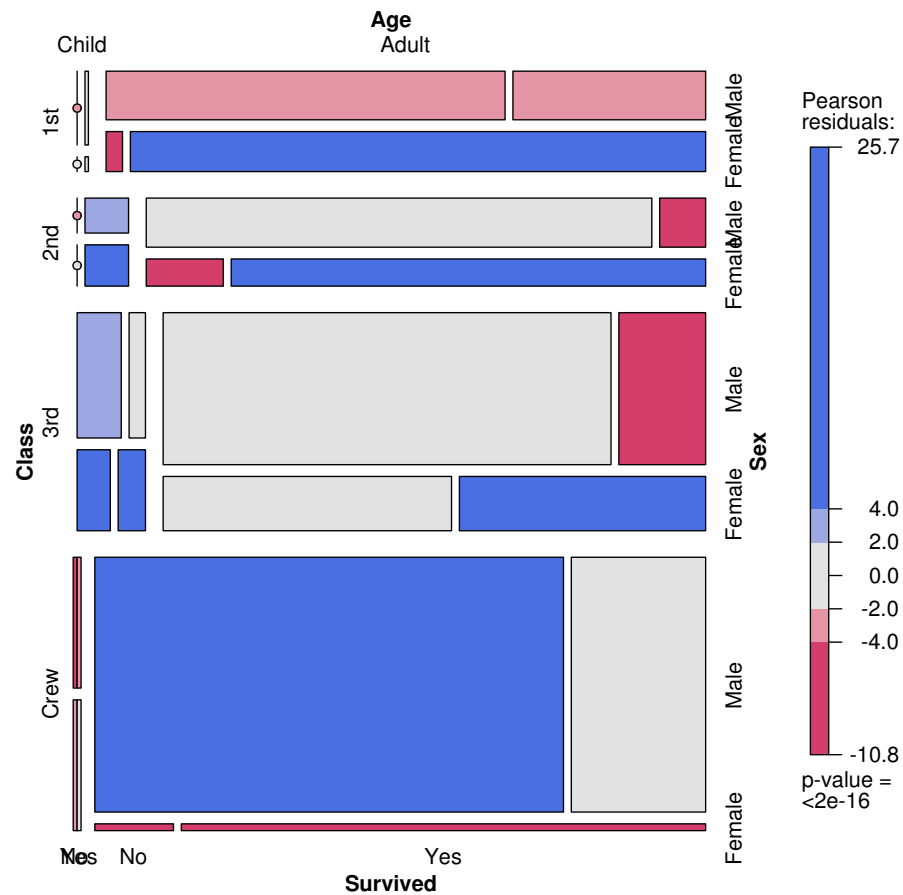 Age
Child Adult
Class
1st
2nd
3rd
Crew
Male
Female
Male
Female
Male
Female
Male
Female
Sex
No
Yes
No
Yes
Survived
Pearson
residuals:
25.7
4.0
2.0
0.0
-2.0
-4.0
-10.8
p-value =
<2e-16